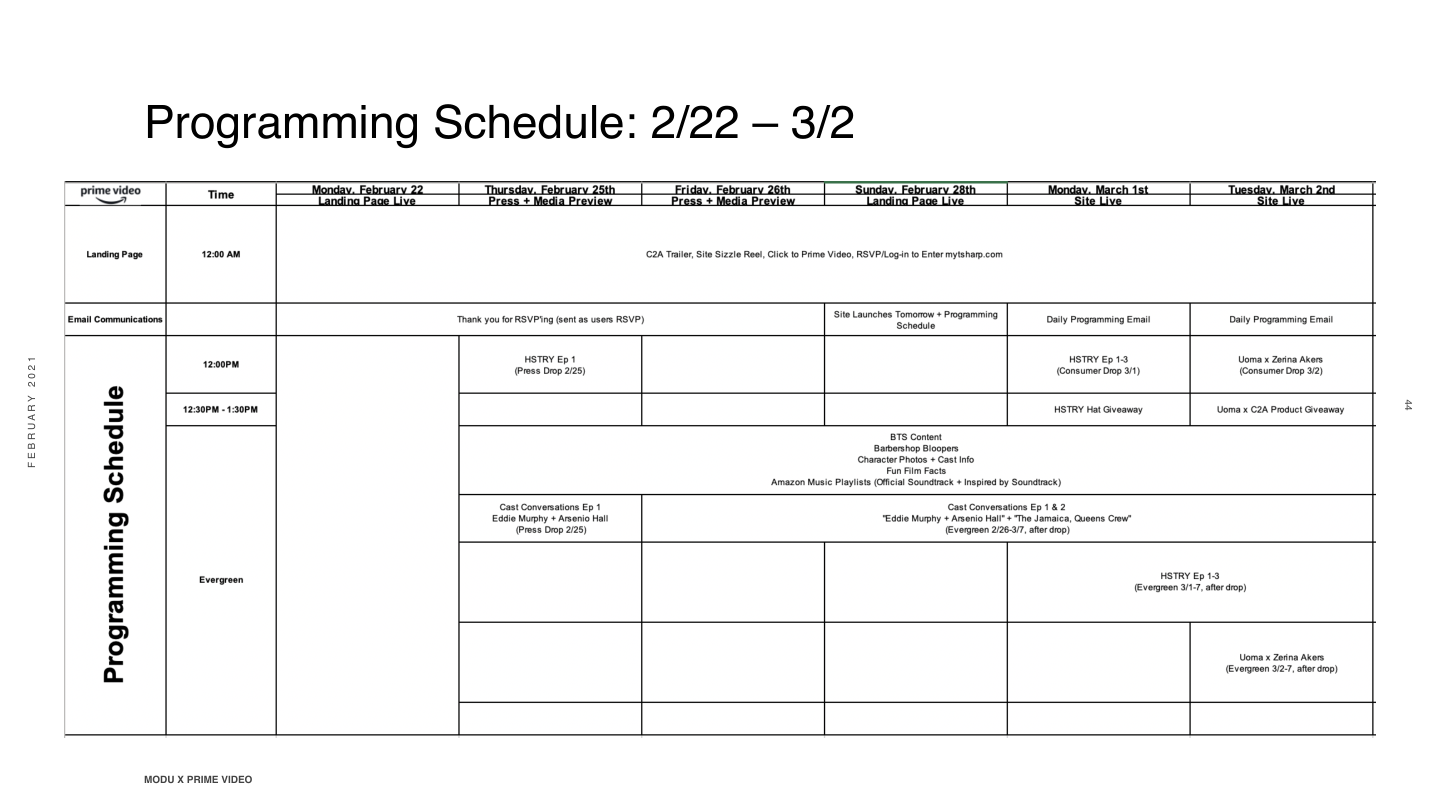 Programming Schedule: 2/22 – 3/2
prime video
Time
Monday, February 22
Thursday, February 25th
Friday, February 26th
Sunday, February 28th
Monday, March 1st
Tuesday, March 2nd
Landing Page Live
Press + Media Preview
Press + Media Preview
Landing Page Live
Site Live
Site Live
Landing Page
12:00 AM
C2A Trailer, Site Sizzle Reel, Click to Prime Video, RSVP/Log-in to Enter mytsharp.com
Email Communications
Thank you for RSVP'ing (sent as users RSVP)
Site Launches Tomorrow + Programming
Schedule
Daily Programming Email
Daily Programming Email
Programming Schedule
12:00PM
HSTRY Ep 1
(Press Drop 2/25)
HSTRY Ep 1-3
(Consumer Drop 3/1)
Uoma x Zerina Akers
(Consumer Drop 3/2)
12:30PM - 1:30PM
HSTRY Hat Giveaway
Uoma x C2A Product Giveaway
Evergreen
BTS Content
Barbershop Bloopers
Character Photos + Cast Info
Fun Film Facts
Amazon Music Playlists (Official Soundtrack + Inspired by Soundtrack)
Cast Conversations Ep 1
Eddie Murphy + Arsenio Hall
(Press Drop 2/25)
Cast Conversations Ep 1 & 2
"Eddie Murphy + Arsenio Hall" + "The Jamaica, Queens Crew"
(Evergreen 2/26-3/7, after drop)
HSTRY Ep 1-3
(Evergreen 3/1-7, after drop)
Uoma x Zerina Akers
(Evergreen 3/2-7, after drop)
FEBRUARY 2021
44
MODU X PRIME VIDEO